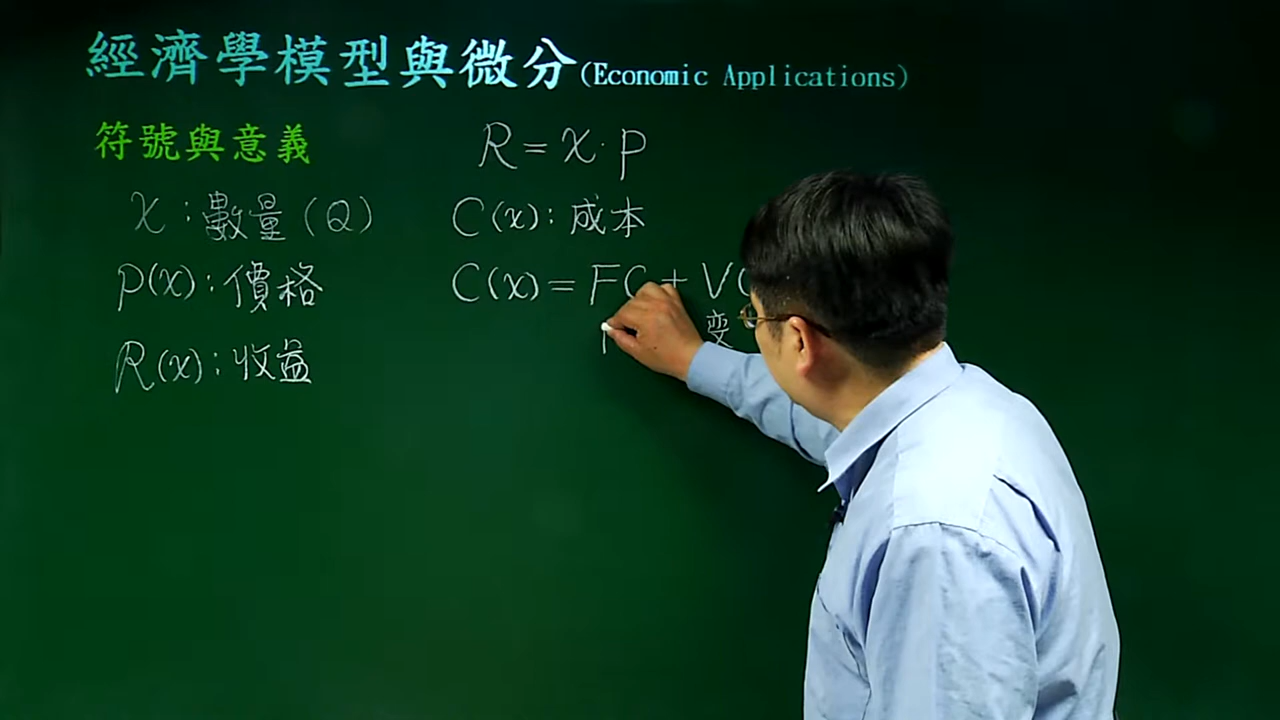 經濟學模型與微分(Economic Applications)
符號與意義
x:數量(Q)
p(x):價格
R(x):收益
R=x·p
C(x):成本
C(x)=FC+VC
变